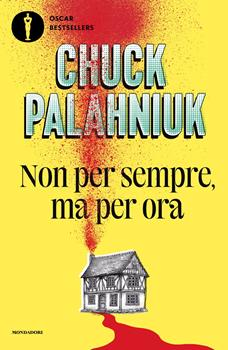 OSCAR
BESTSELLERS
CHUCK
PALAHNIUK
Non per sempre,
ma per ora
MONDADORI